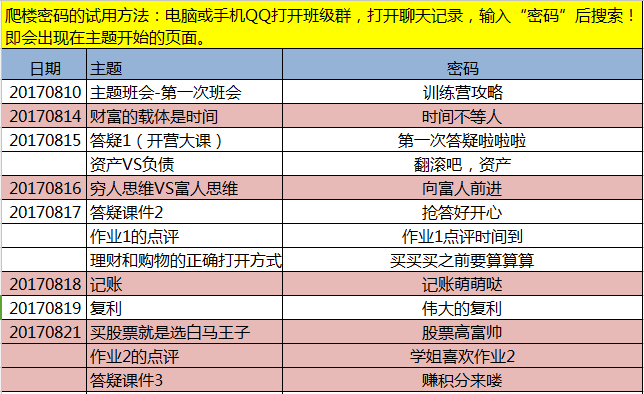 爬楼密码的试用方法：电脑或手机QQ打开班级群，打开聊天记录，输入“密码”后搜索！
即会出现在主题开始的页面。
日期 主题 密码
20170810 主题班会-第一次班会 训练营攻略
20170814 财富的载体是时间 时间不等人
20170815 答疑1（开营大课） 第一次答疑啦啦啦
资产VS负债 翻滚吧，资产
20170816 穷人思维VS富人思维 向富人前进
20170817 答疑课件2 抢答好开心
作业1的点评 作业1点评时间到
理财和购物的正确打开方式 买买买之前要算算算
20170818 记账 记账萌萌哒
20170819 复利 伟大的复利
20170821 买股票就是选白马王子 股票高富帅
作业2的点评 学姐喜欢作业2
答疑课件3 赚积分来喽